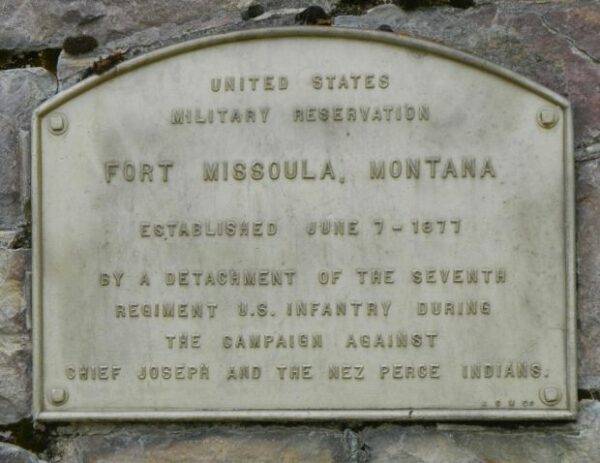 UNITED STATES
MILITARY RESERVATION
FORT MISSOULA, MONTANA
ESTABLISHED JUNE 7-1877
BY A DETACHMENT OF THE SEVENTH
REGIMENT U.S. INFANTRY DURING
THE CAMPAIGN AGAINST
CHIEF JOSEPH AND THE NEZ PERCE INDIANS.